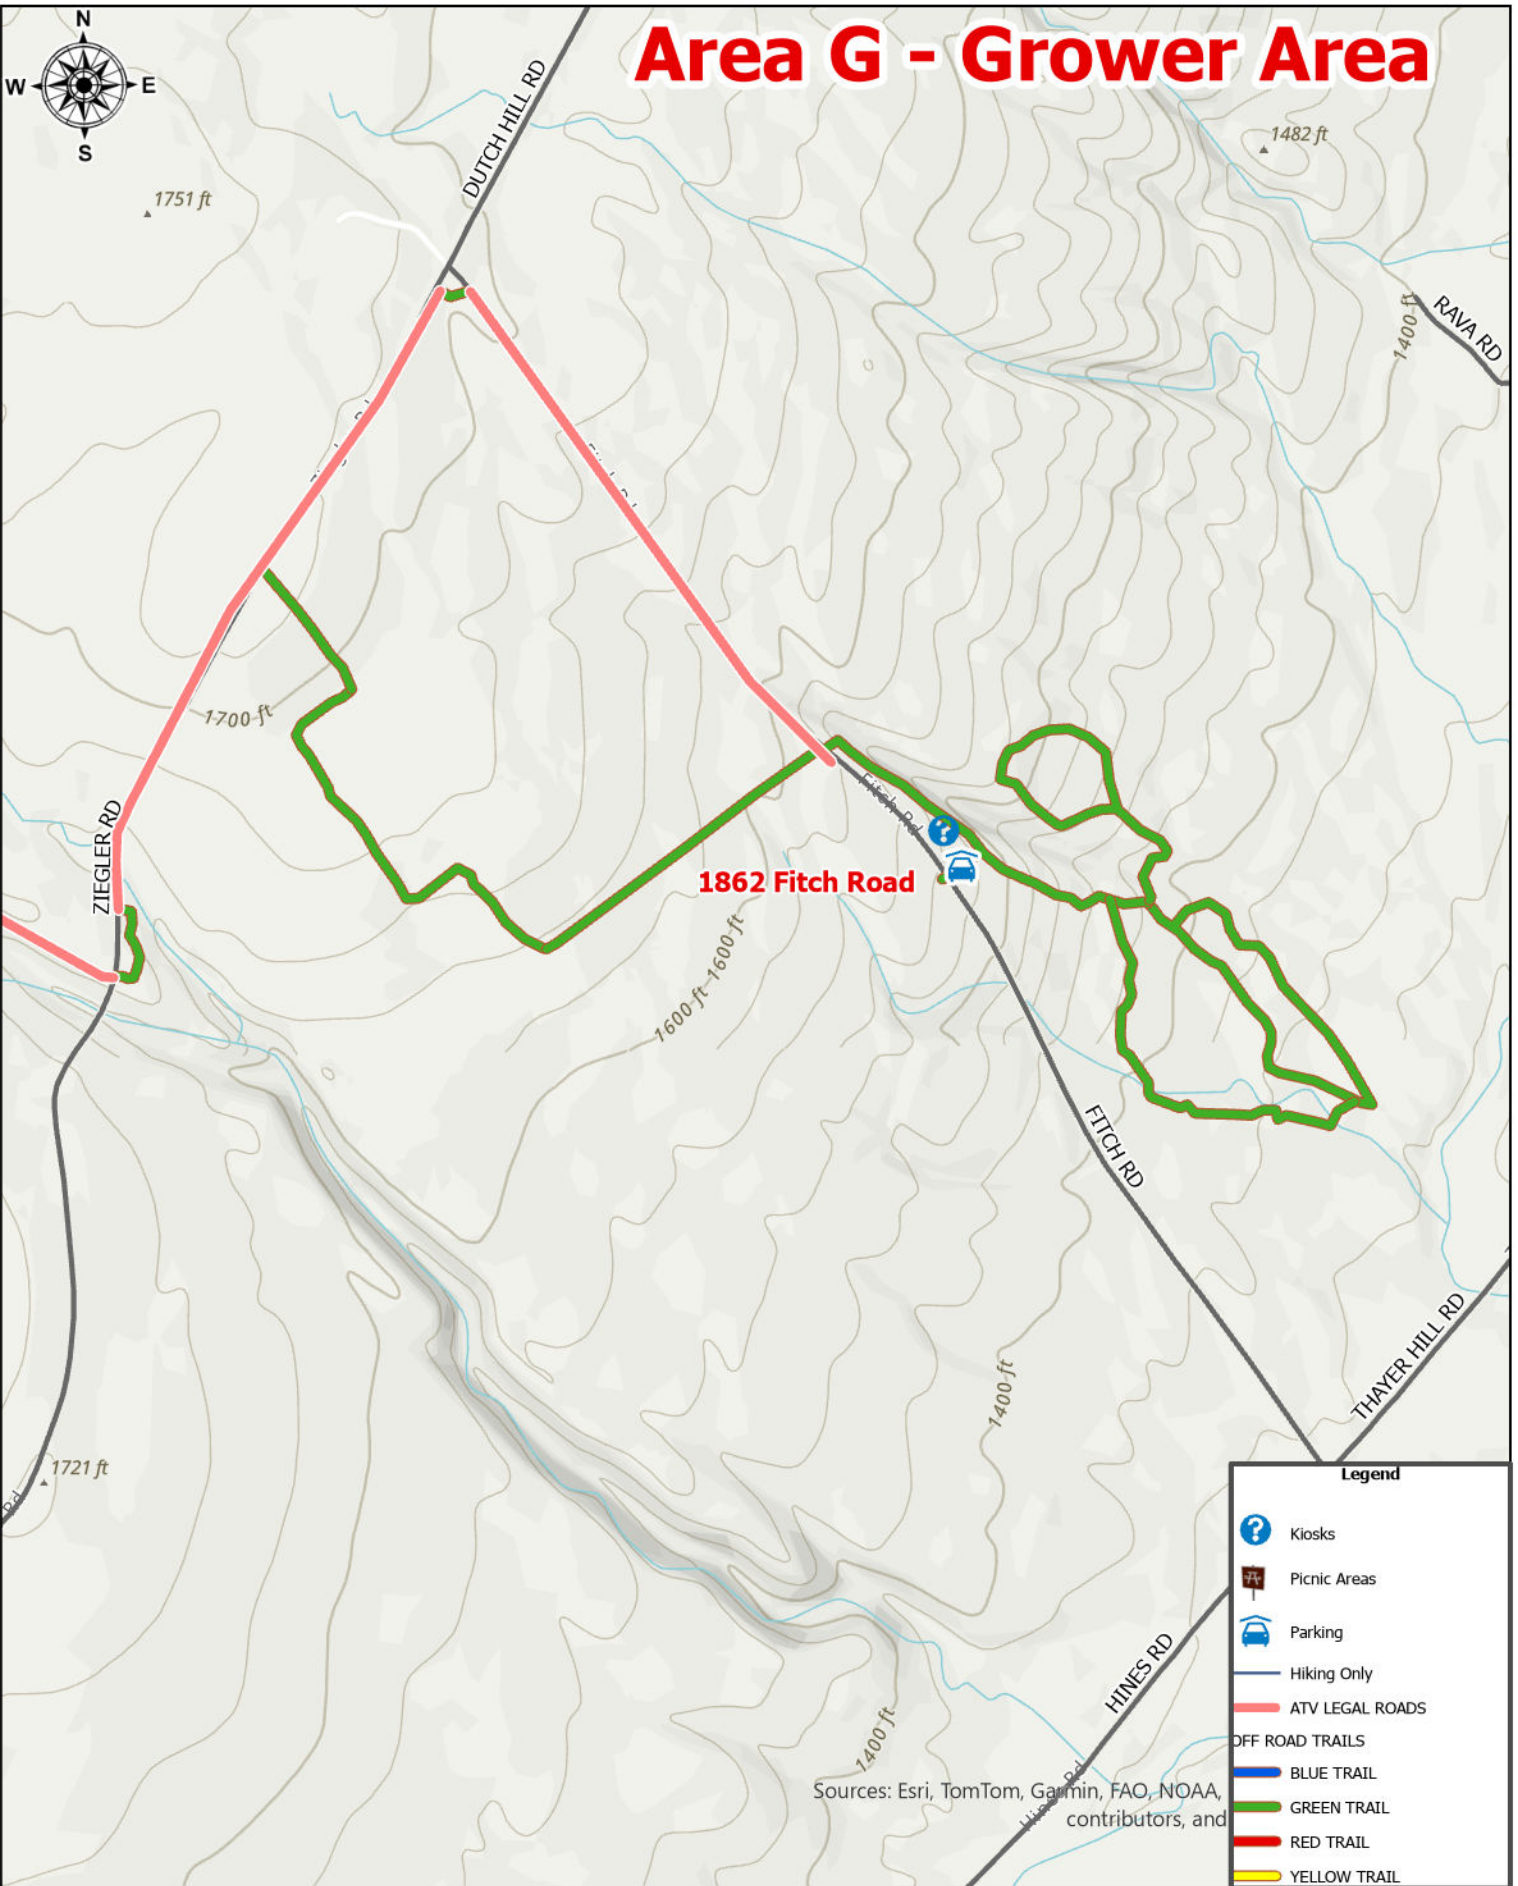 Area G - Grower Area
N
W
E
S
DUTCH HILL RD
1482 ft
1751 ft
RAVA RD
1400 ft
1700 ft
ZIEGLER RD
Fitch Rd
1862 Fitch Road
1600 ft
1600 ft
FITCH RD
THAYER HILL RD
1400 ft
1721 ft
Rd
HINES RD
1400 ft
Sources: Esri, TomTom, Garmin, FAO, NOAA,
contributors, and
Legend
Kiosks
Picnic Areas
Parking
Hiking Only
ATV LEGAL ROADS
OFF ROAD TRAILS
BLUE TRAIL
GREEN TRAIL
RED TRAIL
YELLOW TRAIL